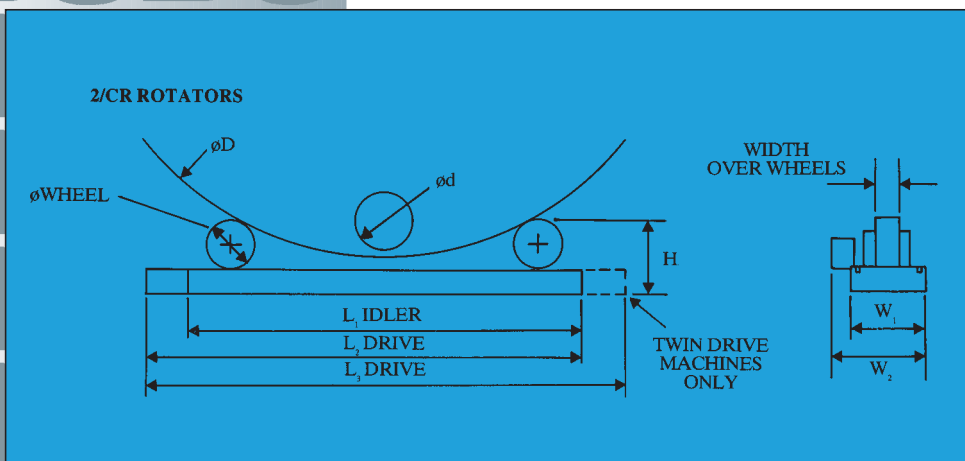 2/CR ROTATORS
øD
ød
øWHEEL
WIDTH
OVER WHEELS
H
L₁ IDLER
L₂ DRIVE
L₃ DRIVE
TWIN DRIVE
MACHINES
ONLY
W₁
W₂